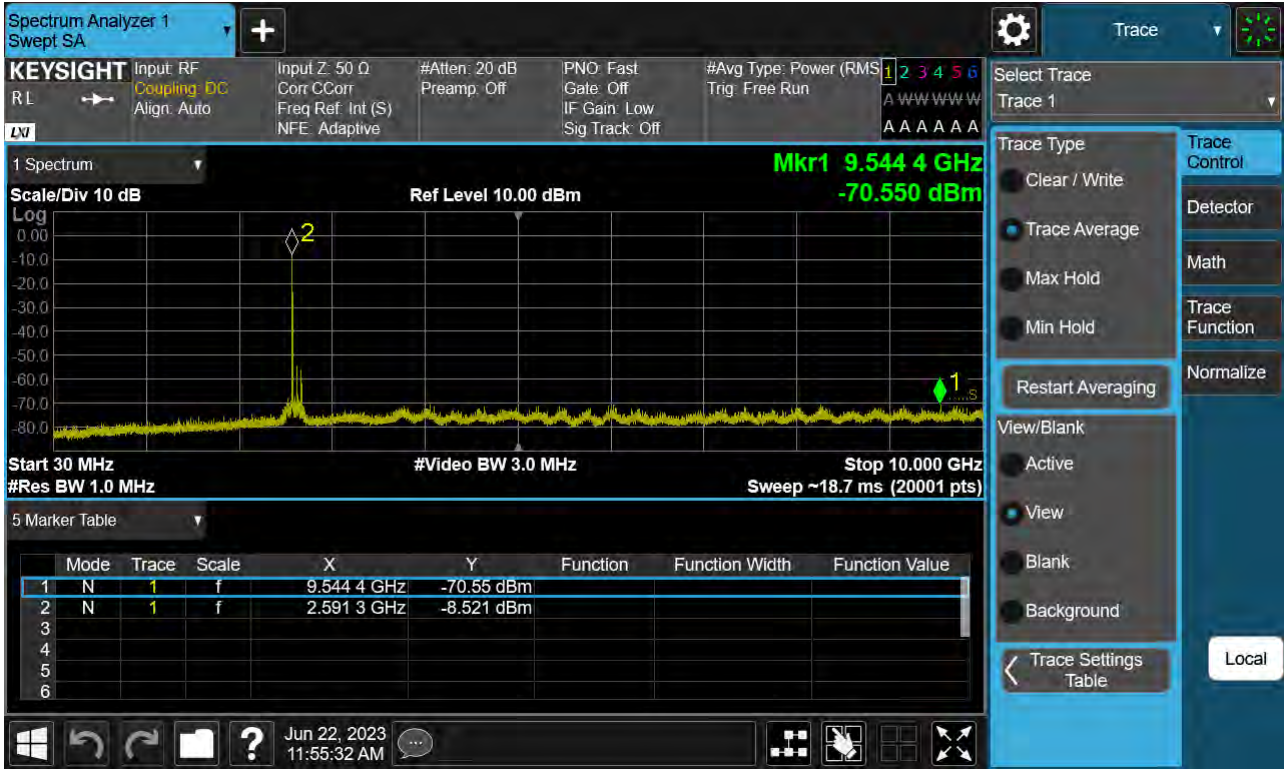 Spectrum Analyzer 1
Swept SA
+
Trace
KEYSIGHT
RL
LXI
Input: RF
Coupling: DC
Align: Auto
Input Z: 50 Ω
Corr CCorr
Freq Ref: Int (S)
NFE: Adaptive
#Atten: 20 dB
Preamp: Off
PNO: Fast
Gate: Off
IF Gain: Low
Sig Track: Off
#Avg Type: Power (RMS
Trig: Free Run
1 2 3 4 5 6
A W W W W W
A A A A A A
Select Trace
Trace 1
1 Spectrum
Mkr1 9.544 4 GHz
Scale/Div 10 dB
Ref Level 10.00 dBm
-70.550 dBm
Log
0.00
-10.0
-20.0
-30.0
-40.0
-50.0
-60.0
-70.0
-80.0
2
1
S
Start 30 MHz
#Video BW 3.0 MHz
Stop 10.000 GHz
#Res BW 1.0 MHz
Sweep ~18.7 ms (20001 pts)
5 Marker Table
Mode Trace Scale X Y Function Function Width Function Value
1 N 1 f 9.544 4 GHz -70.55 dBm
2 N 1 f 2.591 3 GHz -8.521 dBm
3
4
5
6
Trace Type
Clear / Write
Trace Average
Max Hold
Min Hold
Restart Averaging
View/Blank
Active
View
Blank
Background
Trace Settings
Table
Trace
Control
Detector
Math
Trace
Function
Normalize
Local
?
Jun 22, 2023
11:55:32 AM